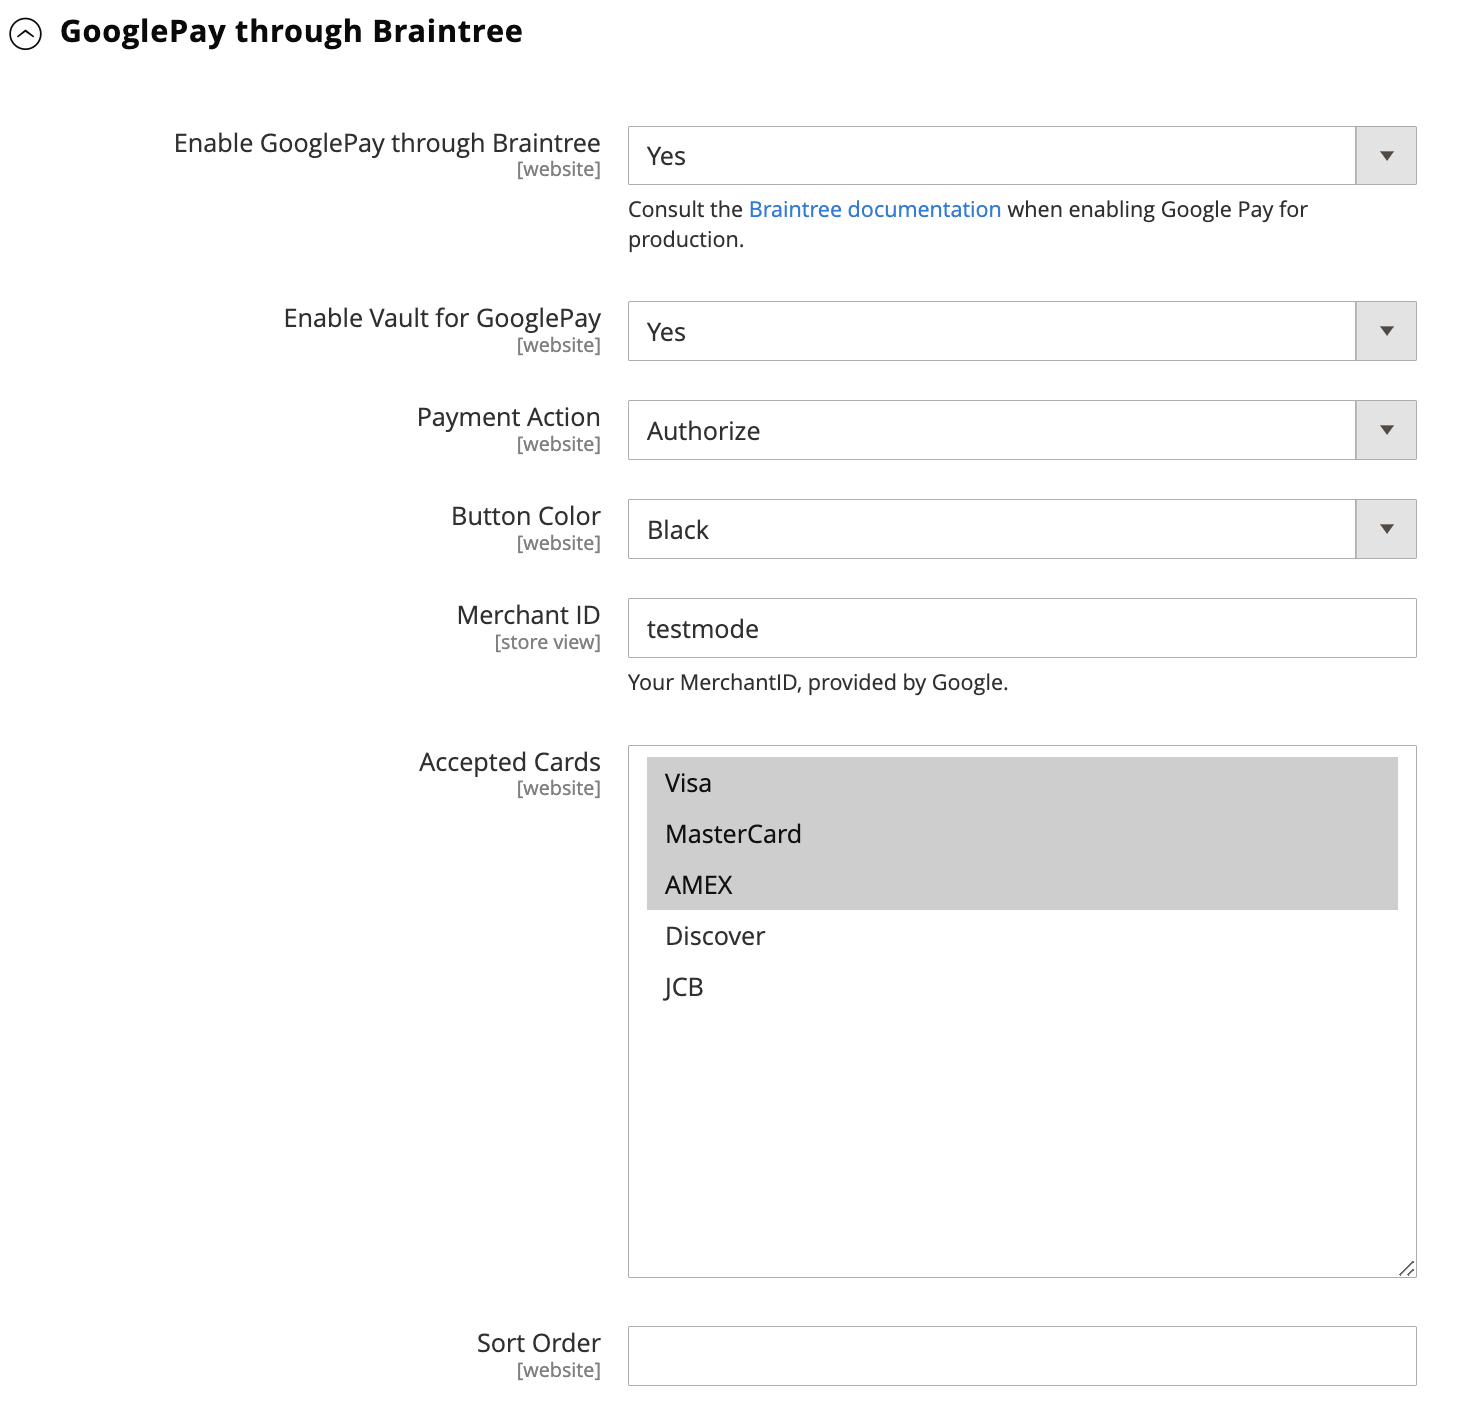 GooglePay through Braintree
Enable GooglePay through Braintree
[website]
Yes
Consult the Braintree documentation when enabling Google Pay for
production.
Enable Vault for GooglePay
[website]
Yes
Payment Action
[website]
Authorize
Button Color
[website]
Black
Merchant ID
[store view]
testmode
Your MerchantID, provided by Google.
Accepted Cards
[website]
Visa
MasterCard
AMEX
Discover
JCB
Sort Order
[website]